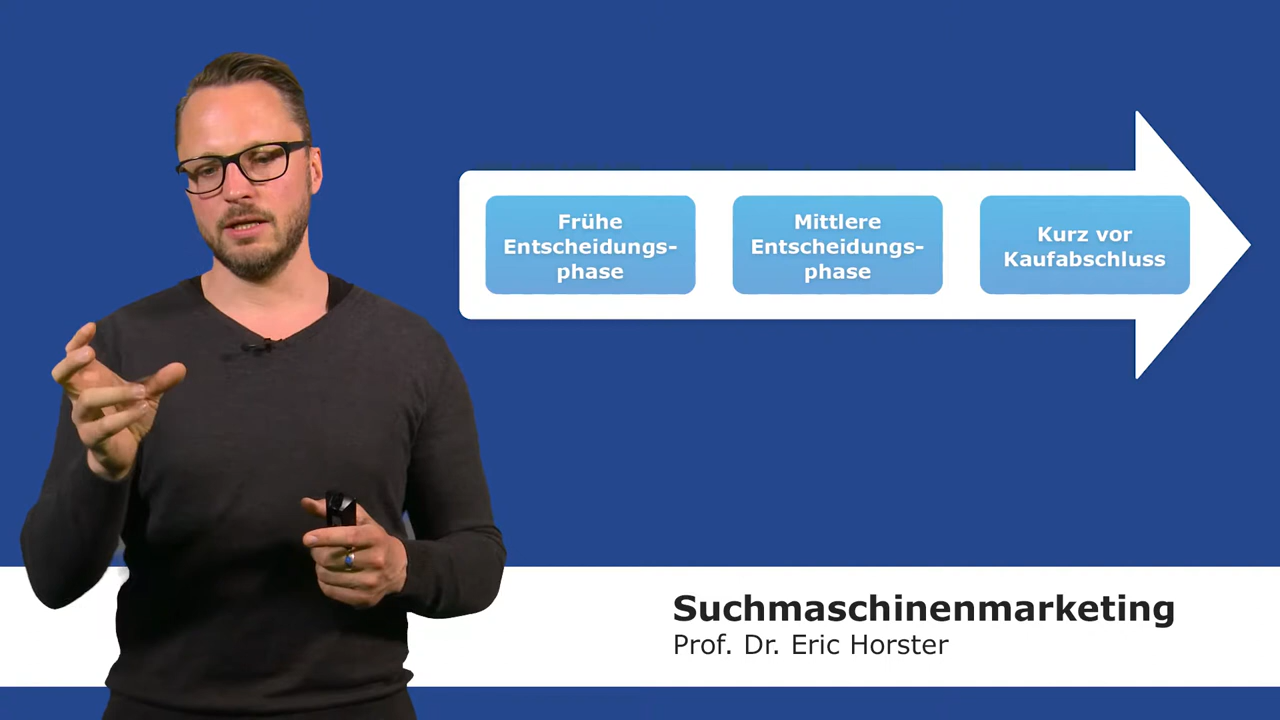 Frühe
Entscheidungs-
phase
Mittlere
Entscheidungs-
phase
Kurz vor
Kaufabschluss
Suchmaschinenmarketing
Prof. Dr. Eric Horster